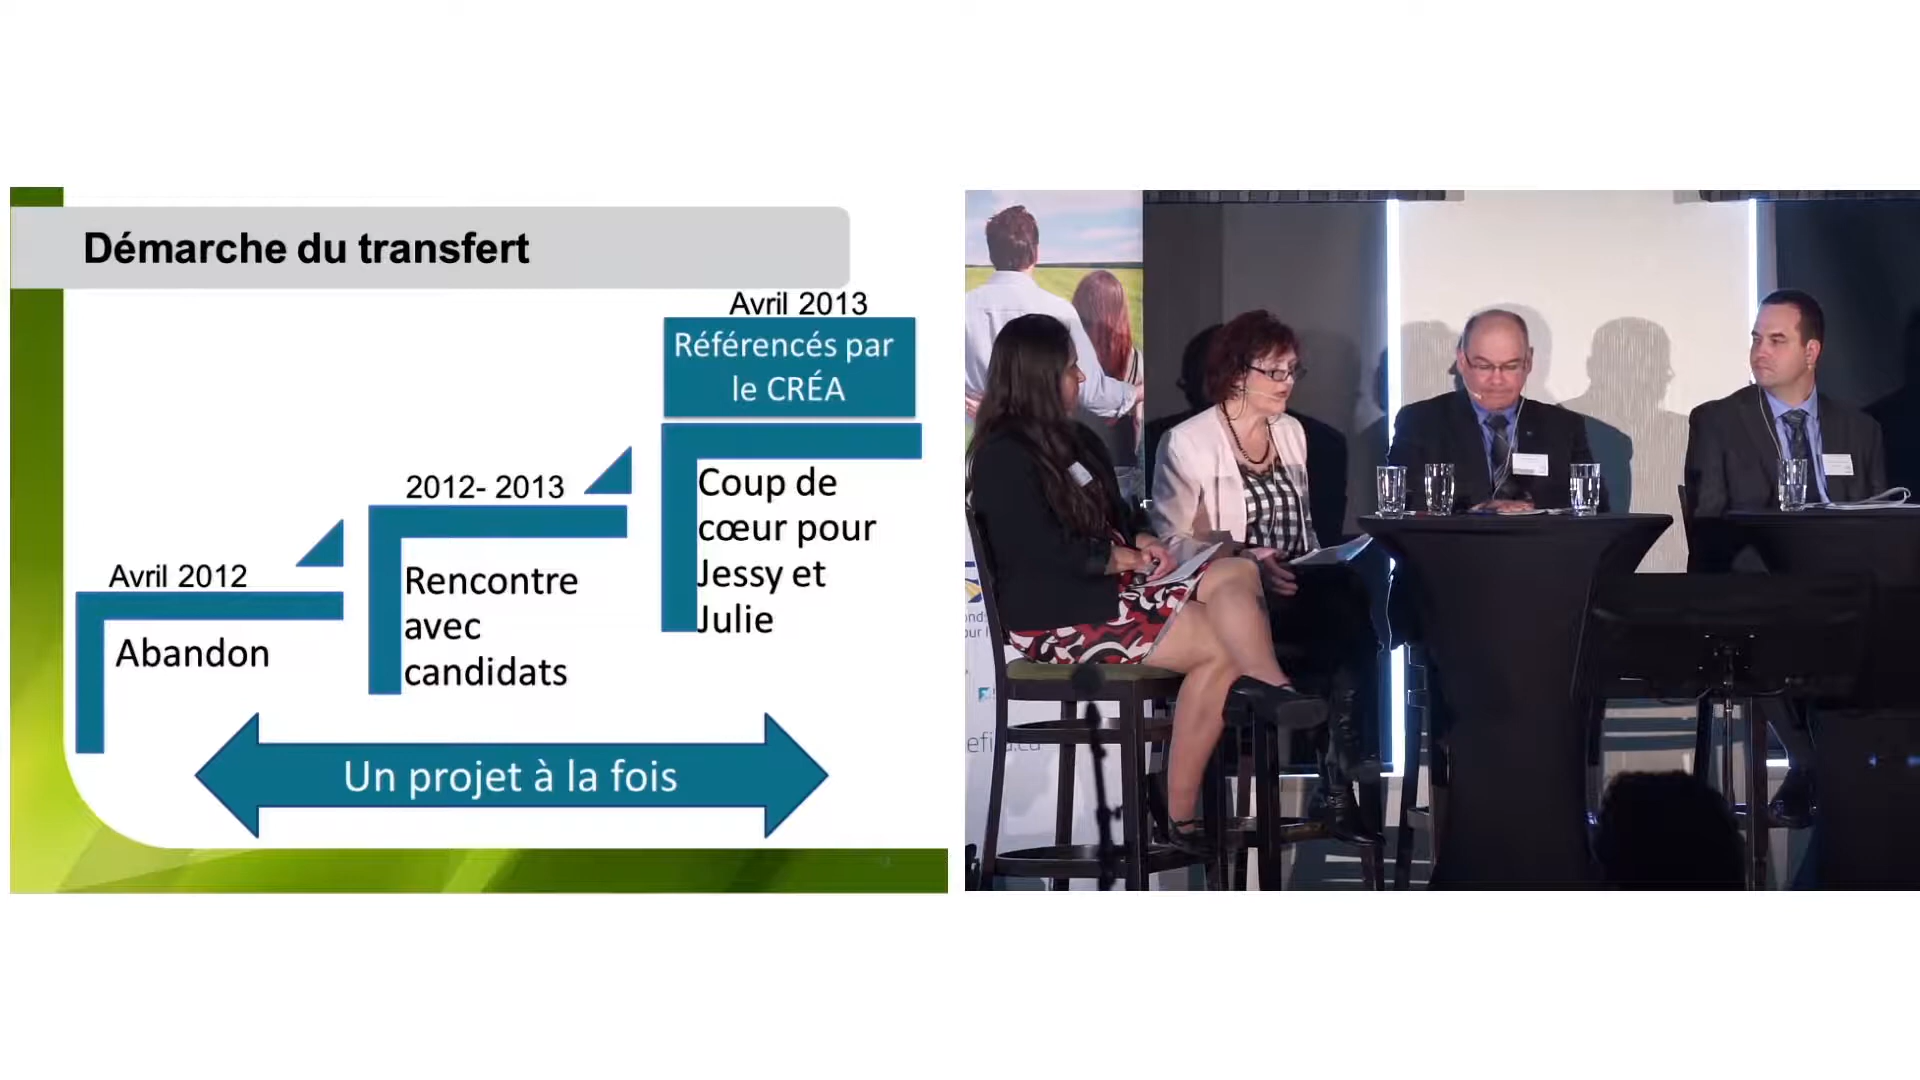 Démarche du transfert
Avril 2013
Référencés par
le CRÉA
Coup de
cœur pour
Jessy et
Julie
2012- 2013
Rencontre
avec
candidats
Avril 2012
Abandon
Un projet à la fois